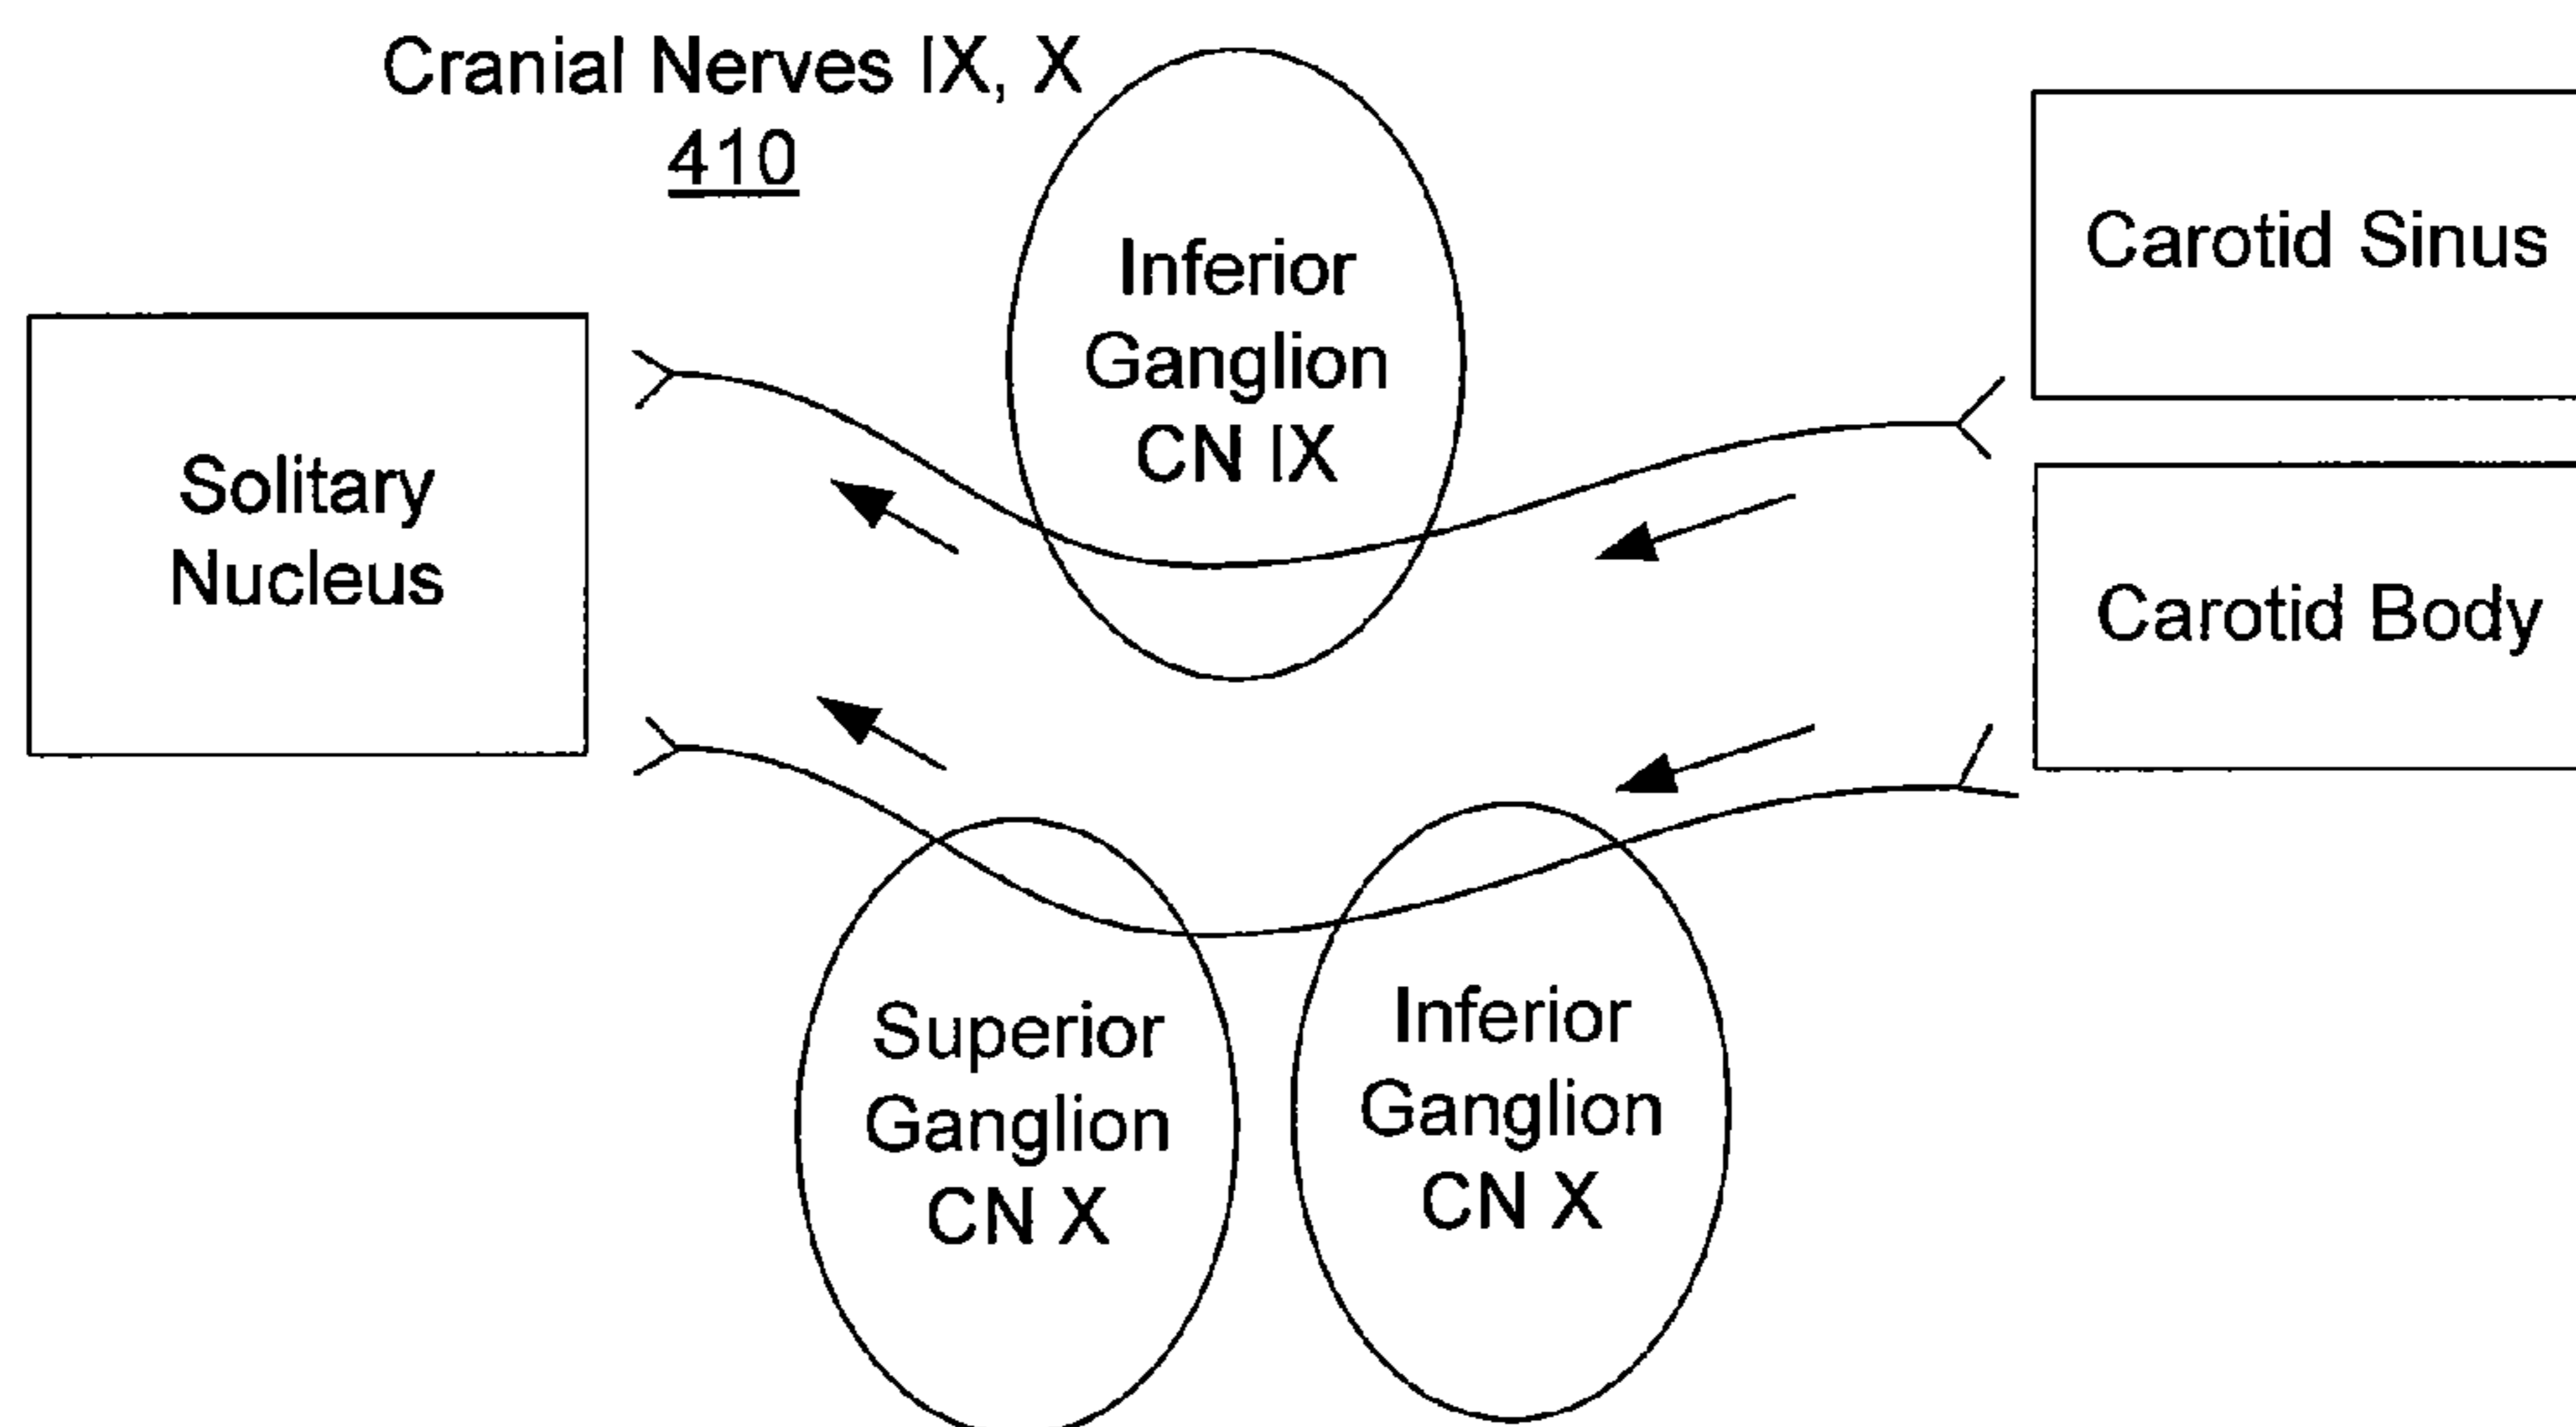 Cranial Nerves IX, X
410
Inferior
Ganglion
CN IX
Carotid Sinus
Solitary
Nucleus
Carotid Body
Superior
Ganglion
CN X
Inferior
Ganglion
CN X